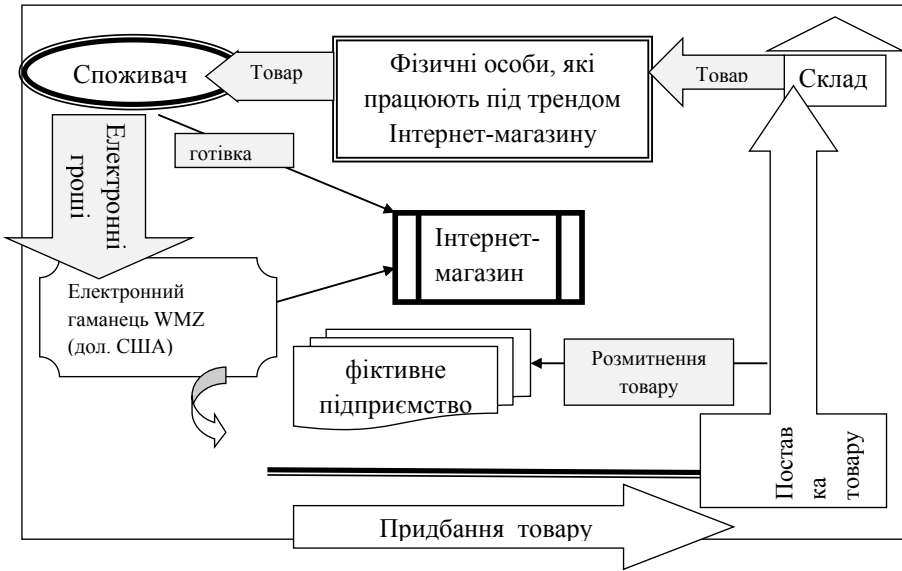 Споживач
Товар
Фізичні особи, які
працюють під трендом
Інтернет-магазину
Товар
Склад
Електронні
гроші
готівка
Інтернет-
магазин
Електронний
гаманець WMZ
(дол. США)
фіктивне
підприємство
Розмитнення
товару
Постав
ка
товару
Придбання товару